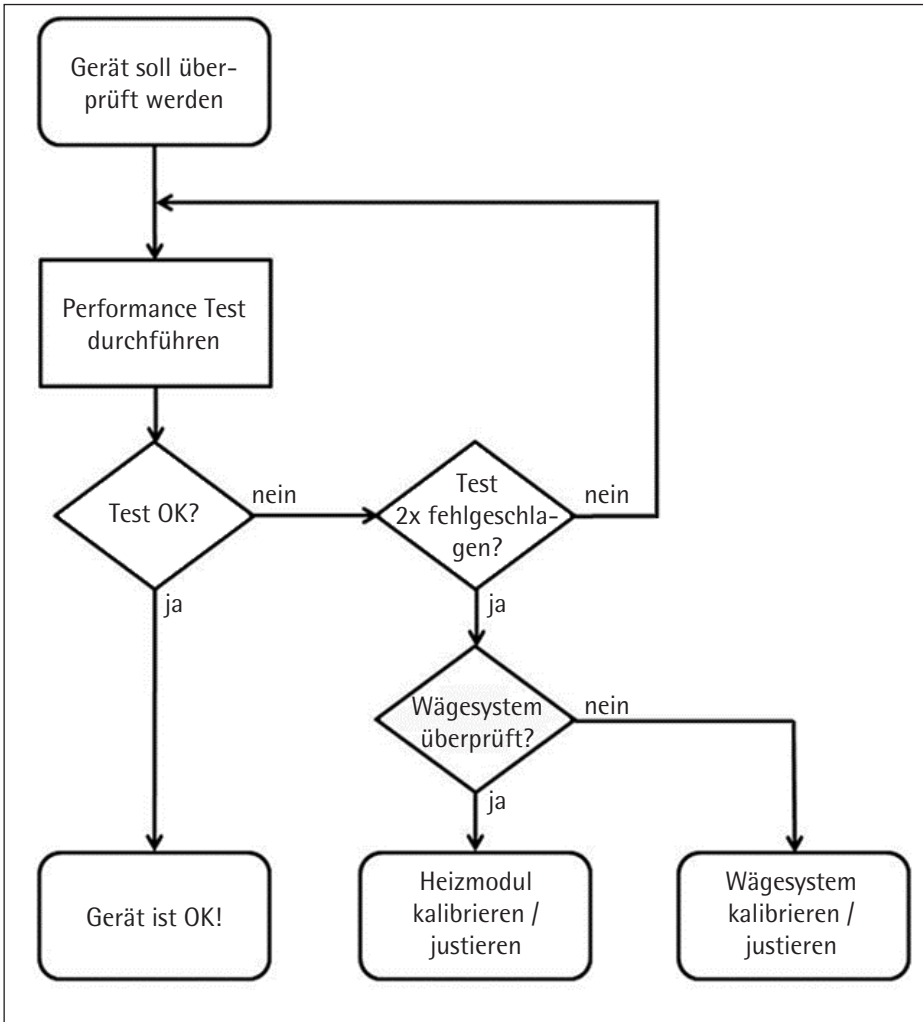 Gerät soll über-
prüft werden
Performance Test
durchführen
Test OK?
nein
Test
2x fehlgeschla-
gen?
nein
ja
ja
Wägesystem
überprüft?
nein
ja
Gerät ist OK!
Heizmodul
kalibrieren /
justieren
Wägesystem
kalibrieren /
justieren